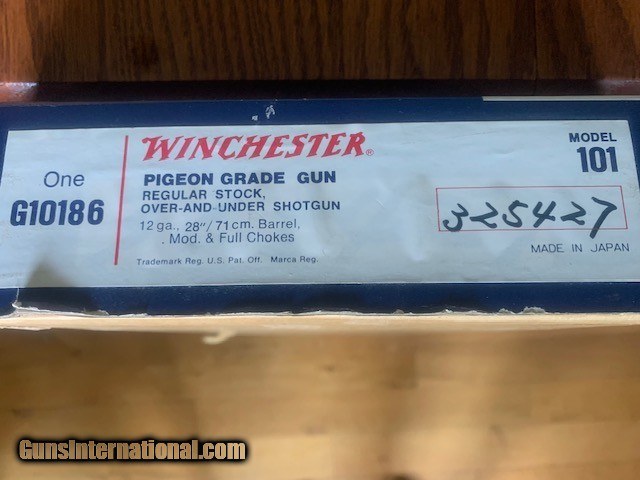 One
G10186
WINCHESTER®
PIGEON GRADE GUN
REGULAR STOCK,
OVER-AND-UNDER SHOTGUN
12 ga., 28"/71 cm. Barrel,
. Mod. & Full Chokes
Trademark Reg. U.S. Pat. Off. Marca Reg.
MODEL
101
325427
MADE IN JAPAN
GunsInternational.com